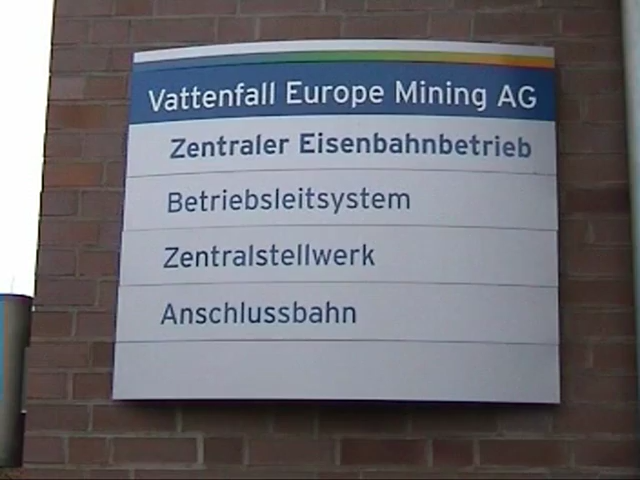 Vattenfall Europe Mining AG
Zentraler Eisenbahnbetrieb
Betriebsleitsystem
Zentralstellwerk
Anschlussbahn